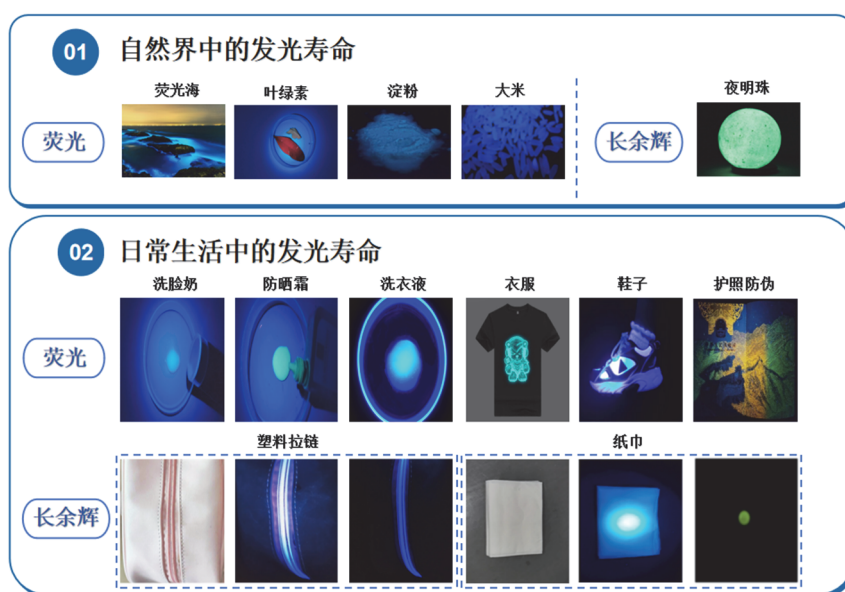 01 自然界中的发光寿命
荧光海 叶绿素 淀粉 大米 夜明珠
荧光 长余辉
02 日常生活中的发光寿命
洗脸奶 防晒霜 洗衣液 衣服 鞋子 护照防伪
荧光
塑料拉链 纸巾
长余辉